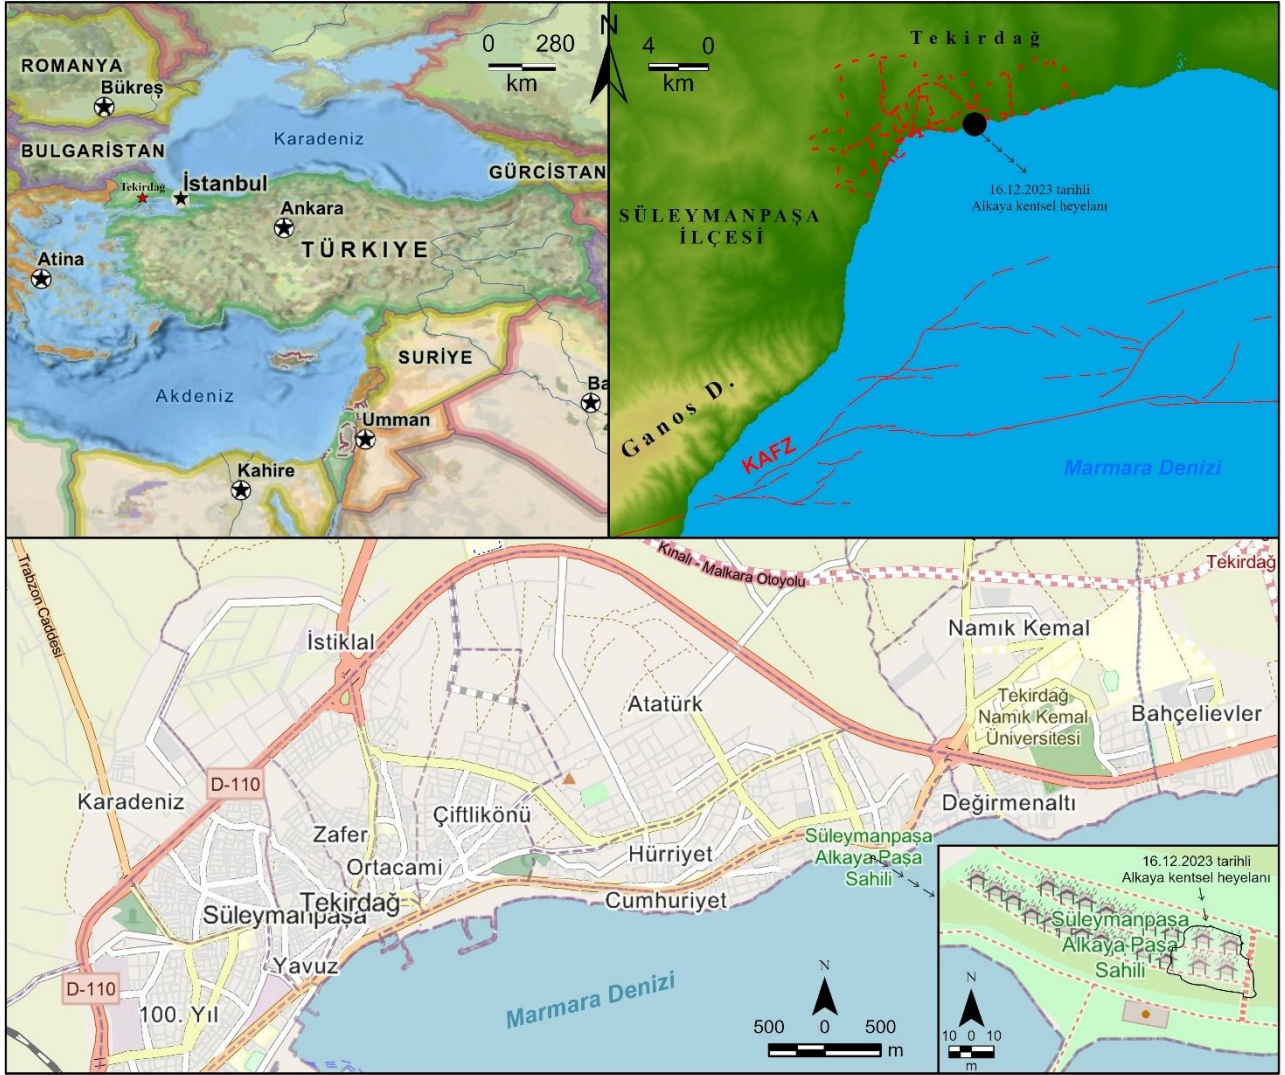 ROMANYA
Bükreş
BULGARİSTAN
Karadeniz
GÜRCİSTAN
Tekirdağ
İstanbul
Ankara
TÜRKIYE
Atina
SURİYE
Akdeniz
Ba
Umman
Kahire
0 280
km
N
4 0
km
Tekirdağ
16.12.2023 tarihli
Alkaya kentsel heyelanı
SÜLEYMANPAŞA
İLÇESİ
Ganos D.
KAFZ
Marmara Denizi
Trabzon Caddesi
Kınalı - Malkara Otoyolu
Tekirdağ
İstiklal
Namık Kemal
Atatürk
Tekirdağ
Namık Kemal
Üniversitesi
Bahçelievler
D-110
Karadeniz
Değirmenaltı
Zafer
Çiftlikönü
Süleymanpaşa
Alkaya Paşa
Sahili
Ortacami
Hürriyet
Tekirdağ
Süleymanpaşa
Cumhuriyet
Yavuz
D-110
100. Yıl
Marmara Denizi
N
500 0 500
m
16.12.2023 tarihli
Alkaya kentsel heyelanı
Süleymanpaşa
Alkaya Paşa
Sahili
N
10 0 10
m